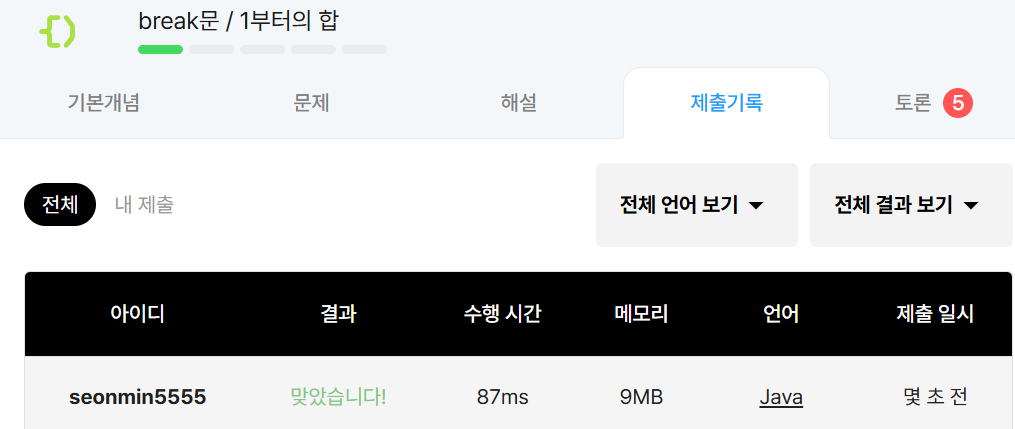 break문 / 1부터의 합
기본개념 문제 해설 제출기록 토론 5
전체 내 제출 전체 언어 보기 전체 결과 보기
아이디 결과 수행 시간 메모리 언어 제출 일시
seonmin5555 맞았습니다! 87ms 9MB Java 몇 초 전